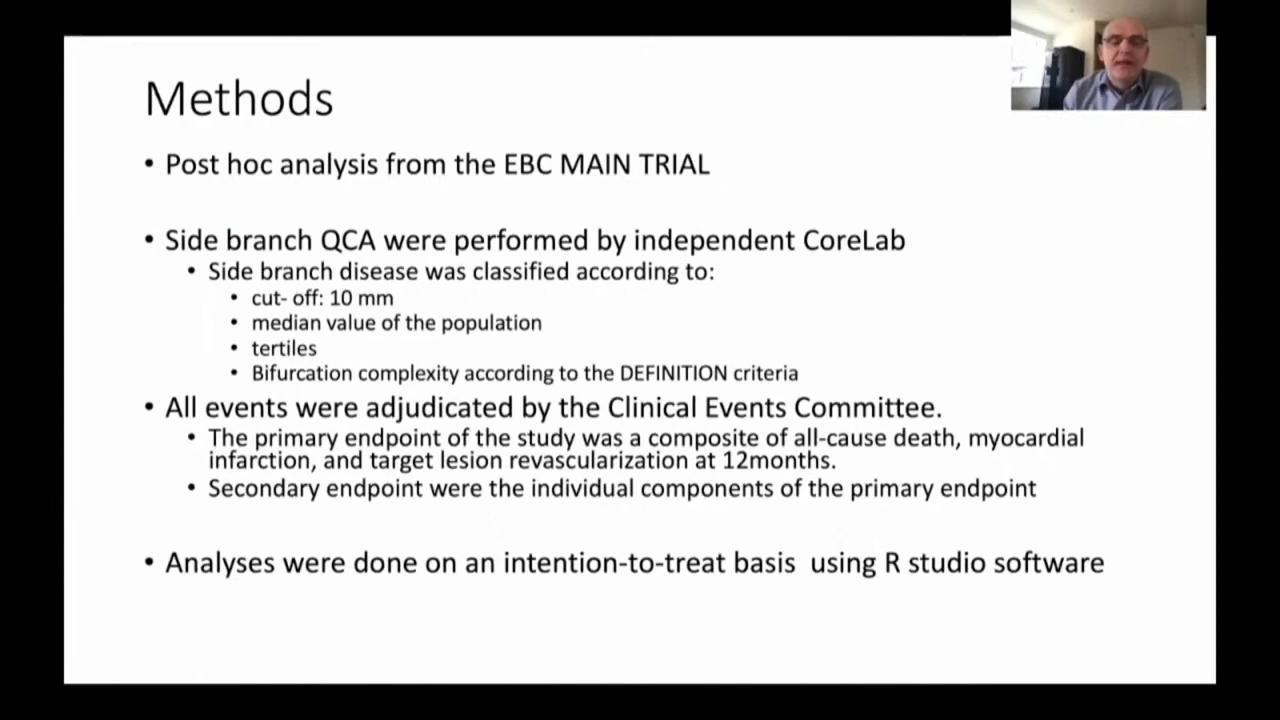 Methods
• Post hoc analysis from the EBC MAIN TRIAL
• Side branch QCA were performed by independent CoreLab
• Side branch disease was classified according to:
• cut- off: 10 mm
• median value of the population
• tertiles
• Bifurcation complexity according to the DEFINITION criteria
• All events were adjudicated by the Clinical Events Committee.
• The primary endpoint of the study was a composite of all-cause death, myocardial
infarction, and target lesion revascularization at 12months.
• Secondary endpoint were the individual components of the primary endpoint
• Analyses were done on an intention-to-treat basis  using R studio software